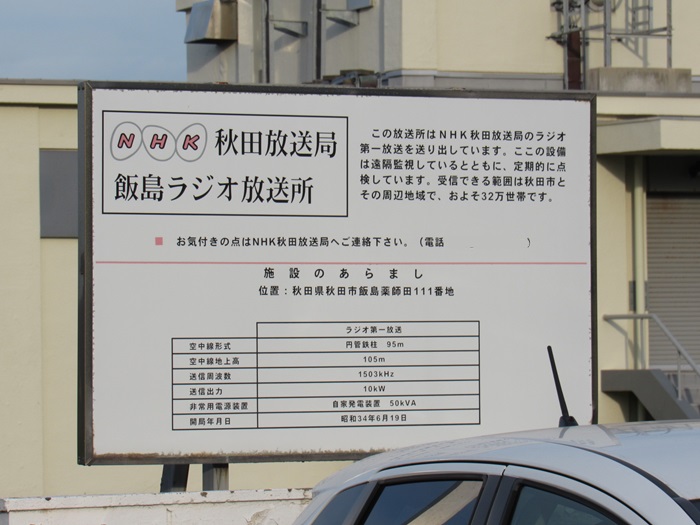 NHK 秋田放送局
飯島ラジオ放送所
この放送所はNHK秋田放送局のラジオ
第一放送を送り出しています。ここの設備
は遠隔監視しているとともに、定期的に点
検しています。受信できる範囲は秋田市と
その周辺地域で、およそ32万世帯です。
■ お気付きの点はNHK秋田放送局へご連絡下さい。(電話 )
施設のあらまし
位置:秋田県秋田市飯島薬師田111番地
ラジオ第一放送
空中線形式 円管鉄柱 95m
空中線地上高 105m
送信周波数 1503kHz
送信出力 10kW
非常用電源装置 自家発電装置 50kVA
開局年月日 昭和34年6月19日